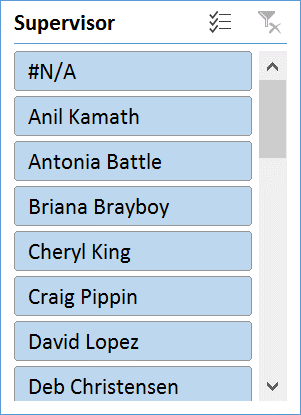 Supervisor
#N/A
Anil Kamath
Antonia Battle
Briana Brayboy
Cheryl King
Craig Pippin
David Lopez
Deb Christensen